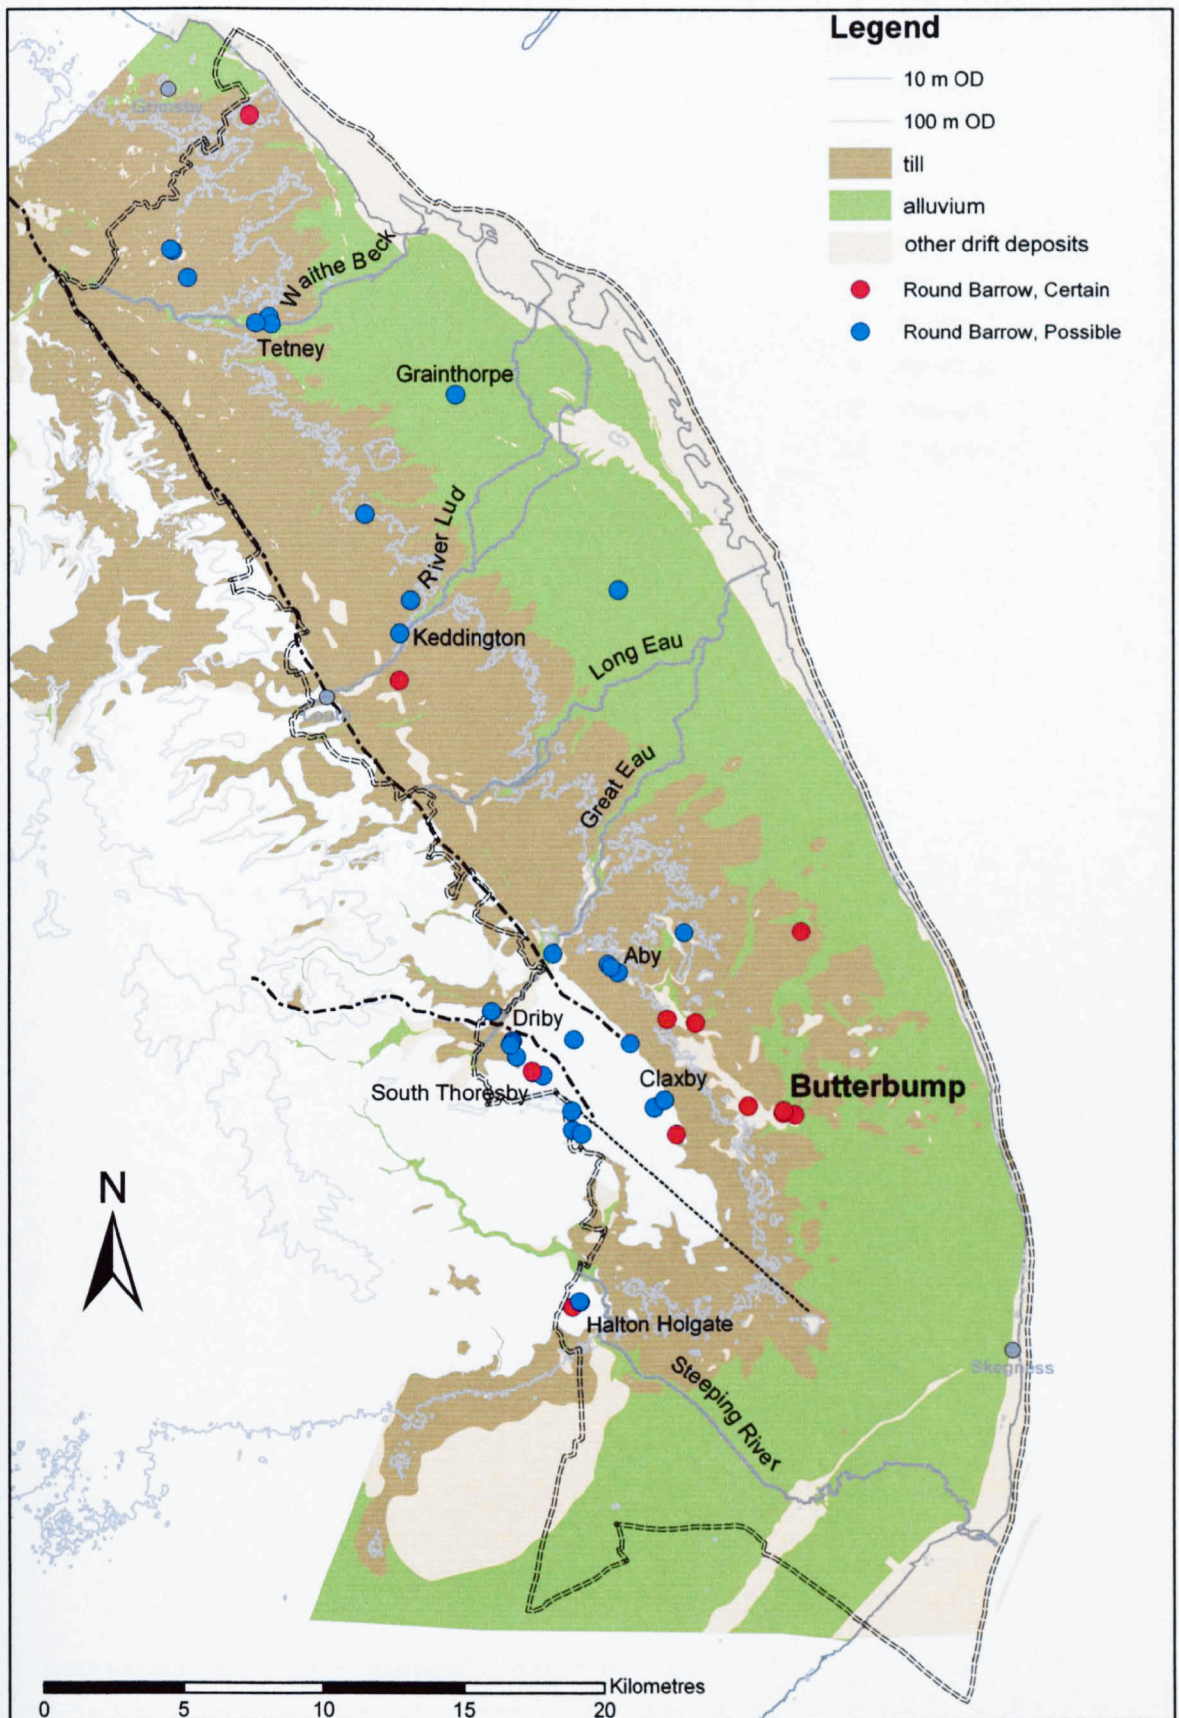 Legend
10 m OD
100 m OD
till
alluvium
other drift deposits
Round Barrow, Certain
Round Barrow, Possible
Grimsby
Waithe Beck
Tetney
Grainthorpe
River Lud
Keddington
Long Eau
Louth
Great Eau
Aby
Driby
South Thoresby
Claxby
Butterbump
N
Halton Holgate
Skegness
Steeping River
Kilometres
0 5 10 15 20